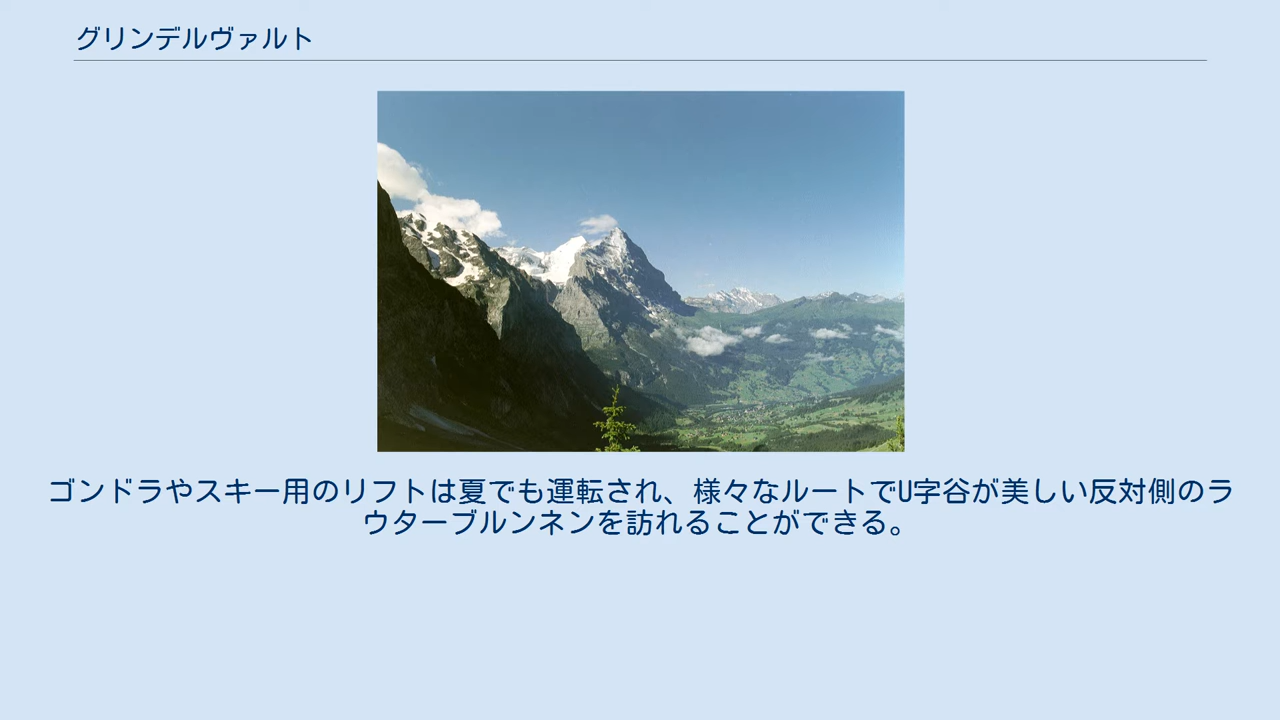 グリンデルヴァルト
ゴンドラやスキー用のリフトは夏でも運転され、様々なルートでU字谷が美しい反対側のラ
ウターブルンネンを訪れることができる。